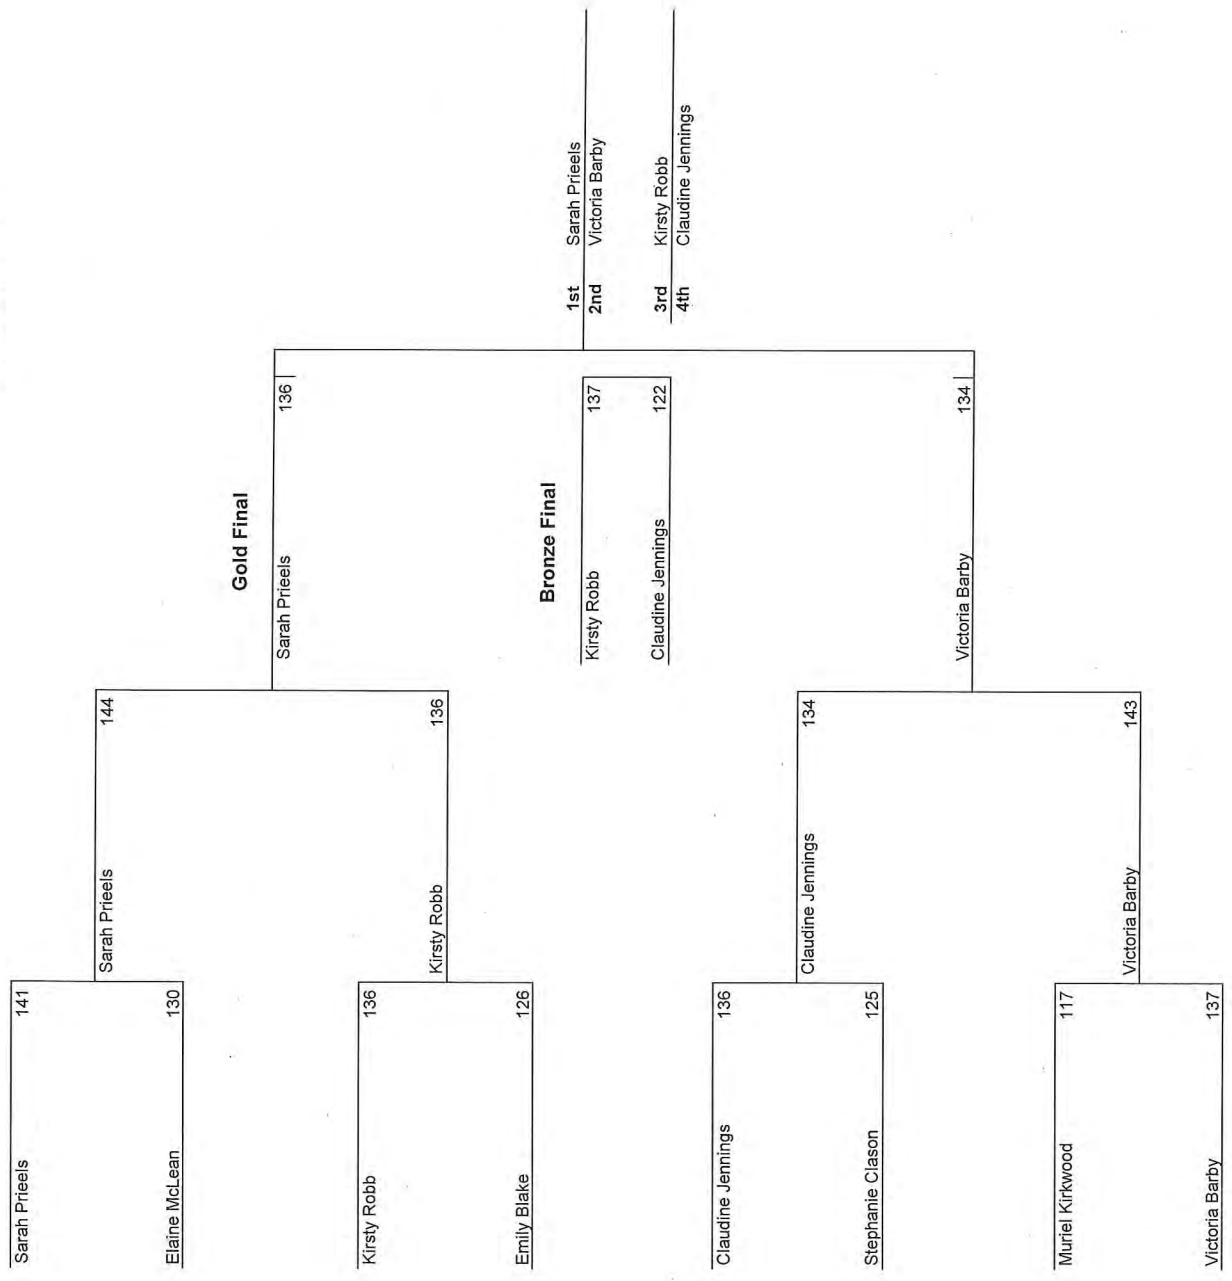 Sarah Prieels 141
Elaine McLean 130
Kirsty Robb 136
Emily Blake 126
Claudine Jennings 136
Stephanie Clason 125
Muriel Kirkwood 117
Victoria Barby 137
Sarah Prieels 144
Kirsty Robb 136
Claudine Jennings 134
Victoria Barby 143
Gold Final
Sarah Prieels 136
Bronze Final
Kirsty Robb 137
Claudine Jennings 122
Victoria Barby 134
1st Sarah Prieels
2nd Victoria Barby
3rd Kirsty Robb
4th Claudine Jennings